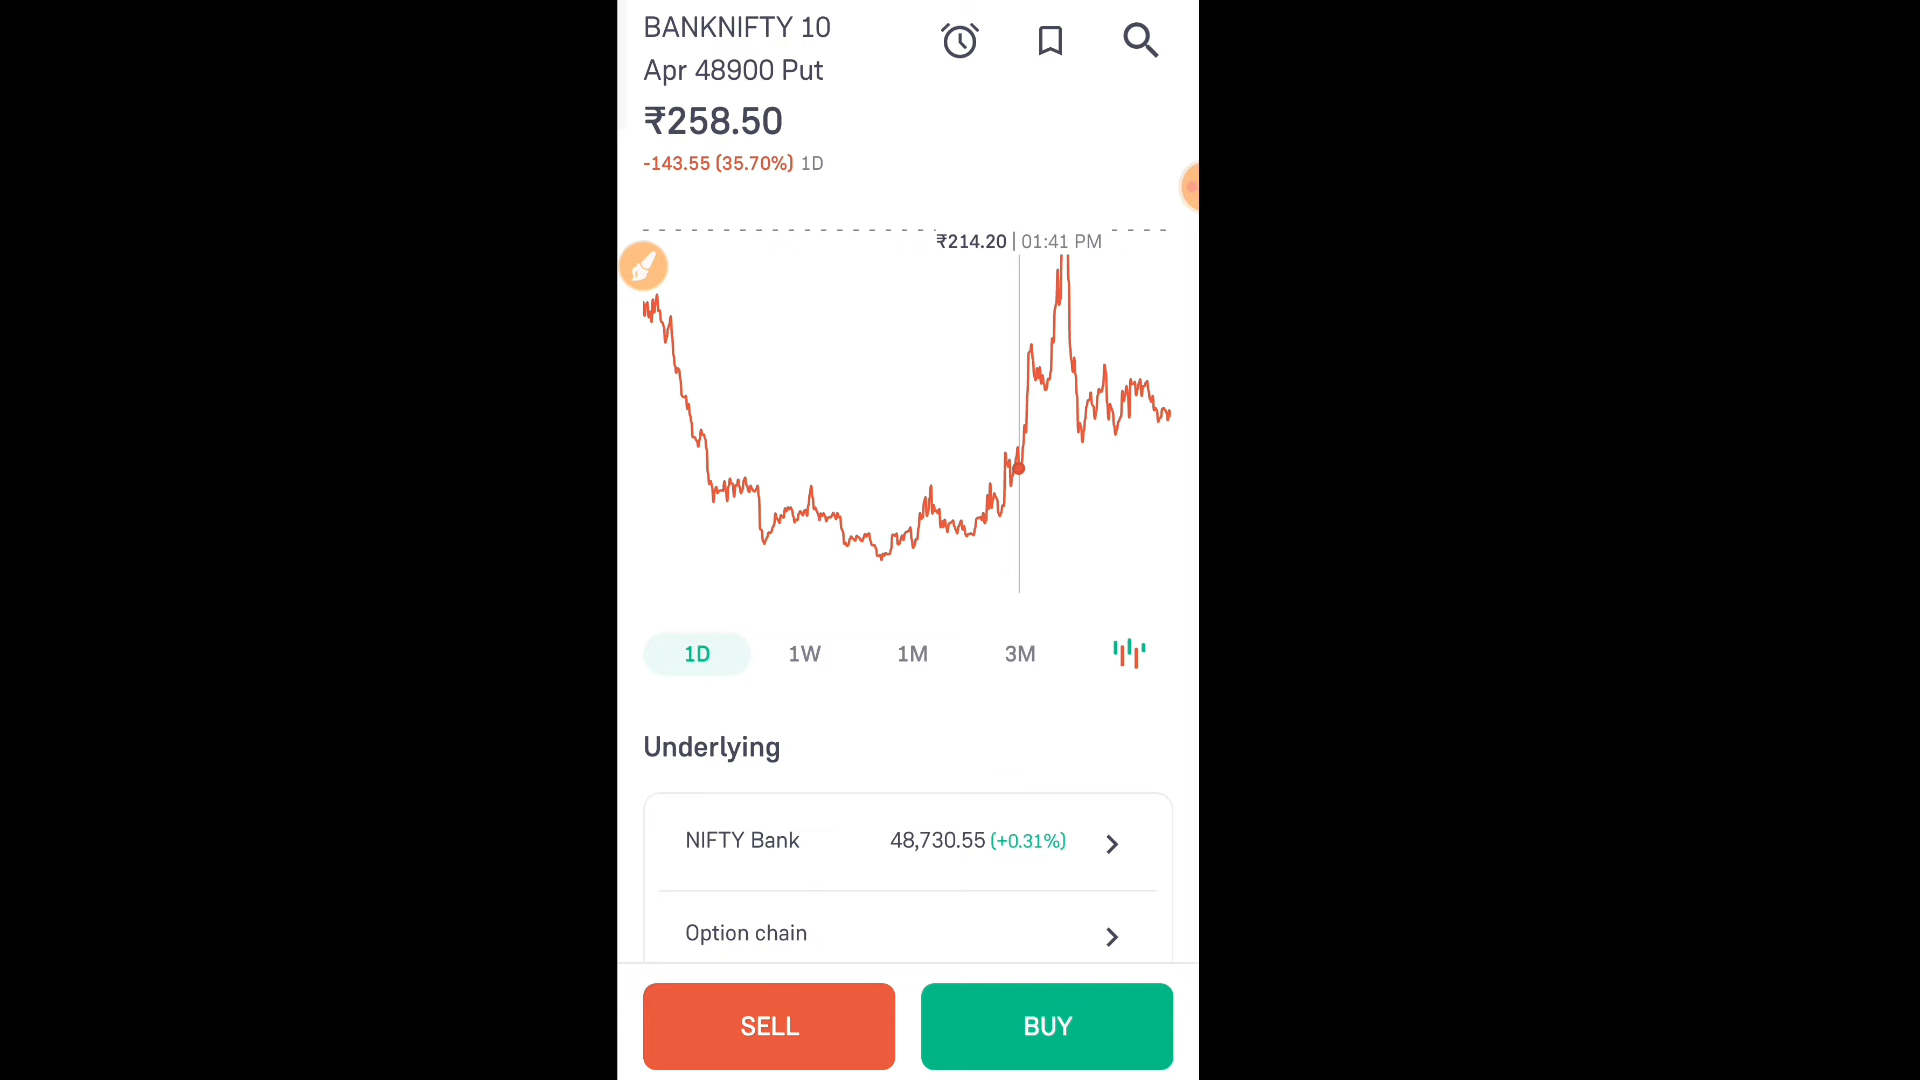 BANKNIFTY 10
Apr 48900 Put
₹258.50
-143.55 (35.70%) 1D
₹214.20 | 01:41 PM
1D 1W 1M 3M
Underlying
NIFTY Bank 48,730.55 (+0.31%)
Option chain
SELL BUY